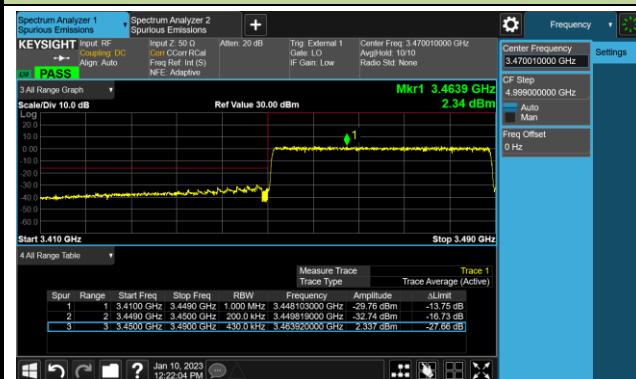 Spectrum Analyzer 1
Spurious Emissions
Spectrum Analyzer 2
Spurious Emissions
+
Frequency
KEYSIGHT Input: RF
Coupling: DC
Align: Auto
Input Z: 50 Ω
Corr CCorr RCal
Freq Ref: Int (S)
NFE: Adaptive
Atten: 20 dB
Trig: External 1
Gate: LO
IF Gain: Low
Center Freq: 3.470010000 GHz
Avg|Hold: 10/10
Radio Std: None
PASS
Center Frequency
3.470010000 GHz
Settings
CF Step
4.999000000 GHz
Auto
Man
Freq Offset
0 Hz
3 All Range Graph
Mkr1 3.4639 GHz
Scale/Div 10.0 dB
Ref Value 30.00 dBm
2.34 dBm
Log
20.0
10.0
0.00
-10.0
-20.0
-30.0
-40.0
-50.0
-60.0
1
Start 3.410 GHz
Stop 3.490 GHz
4 All Range Table
Measure Trace Trace 1
Trace Type Trace Average (Active)
Spur Range Start Freq Stop Freq RBW Frequency Amplitude ΔLimit
1 1 3.4100 GHz 3.4490 GHz 1.000 MHz 3.448103000 GHz -29.76 dBm -13.75 dB
2 2 3.4490 GHz 3.4500 GHz 200.0 kHz 3.449819000 GHz -32.74 dBm -16.73 dB
3 3 3.4500 GHz 3.4900 GHz 430.0 kHz 3.463920000 GHz 2.337 dBm -27.66 dB
?
Jan 10, 2023
12:22:04 PM